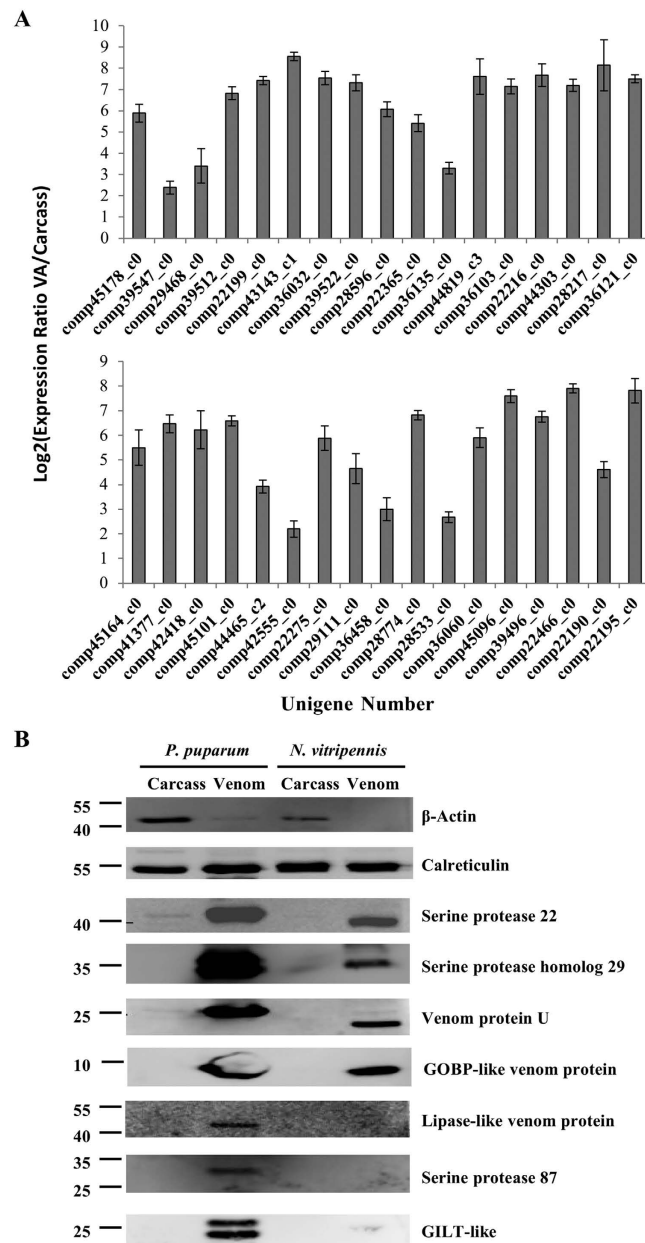 A
Log2(Expression Ratio VA/Carcass)
10
9
8
7
6
5
4
3
2
1
0
comp45178_c0
comp39547_c0
comp29468_c0
comp39512_c0
comp22199_c0
comp43143_c1
comp36032_c0
comp39522_c0
comp28596_c0
comp22365_c0
comp36135_c0
comp44819_c3
comp36103_c0
comp22216_c0
comp44303_c0
comp28217_c0
comp36121_c0
9
8
7
6
5
4
3
2
1
0
comp45164_c0
comp41377_c0
comp42418_c0
comp45101_c0
comp44465_c2
comp42555_c0
comp22275_c0
comp29111_c0
comp36458_c0
comp28774_c0
comp28533_c0
comp36060_c0
comp45096_c0
comp39496_c0
comp22466_c0
comp22190_c0
comp22195_c0
Unigene Number
B
P. puparum N. vitripennis
Carcass Venom Carcass Venom
55
40
β-Actin
55
Calreticulin
40
Serine protease 22
35
Serine protease homolog 29
25
Venom protein U
10
GOBP-like venom protein
55
40
Lipase-like venom protein
35
25
Serine protease 87
25
GILT-like